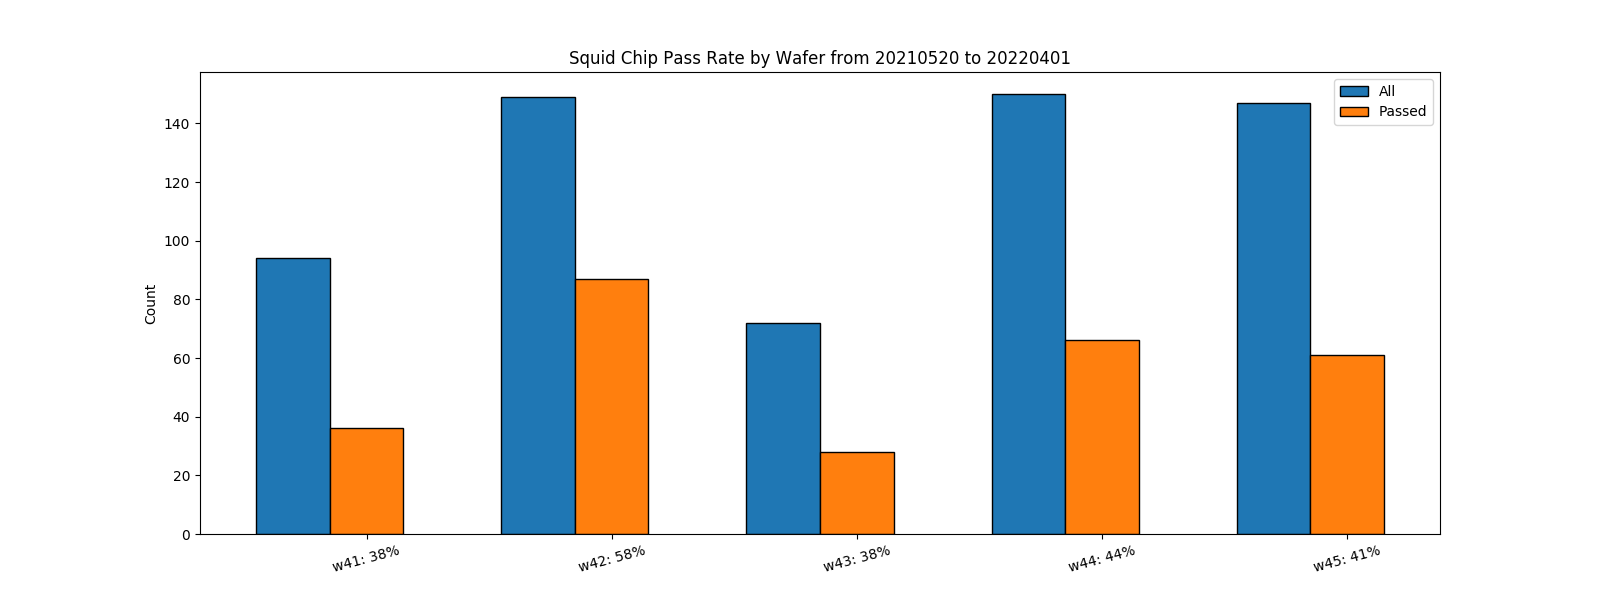 Squid Chip Pass Rate by Wafer from 20210520 to 20220401
All
Passed
140
120
100
80
60
40
20
0
Count
w41: 38%
w42: 58%
w43: 38%
w44: 44%
w45: 41%